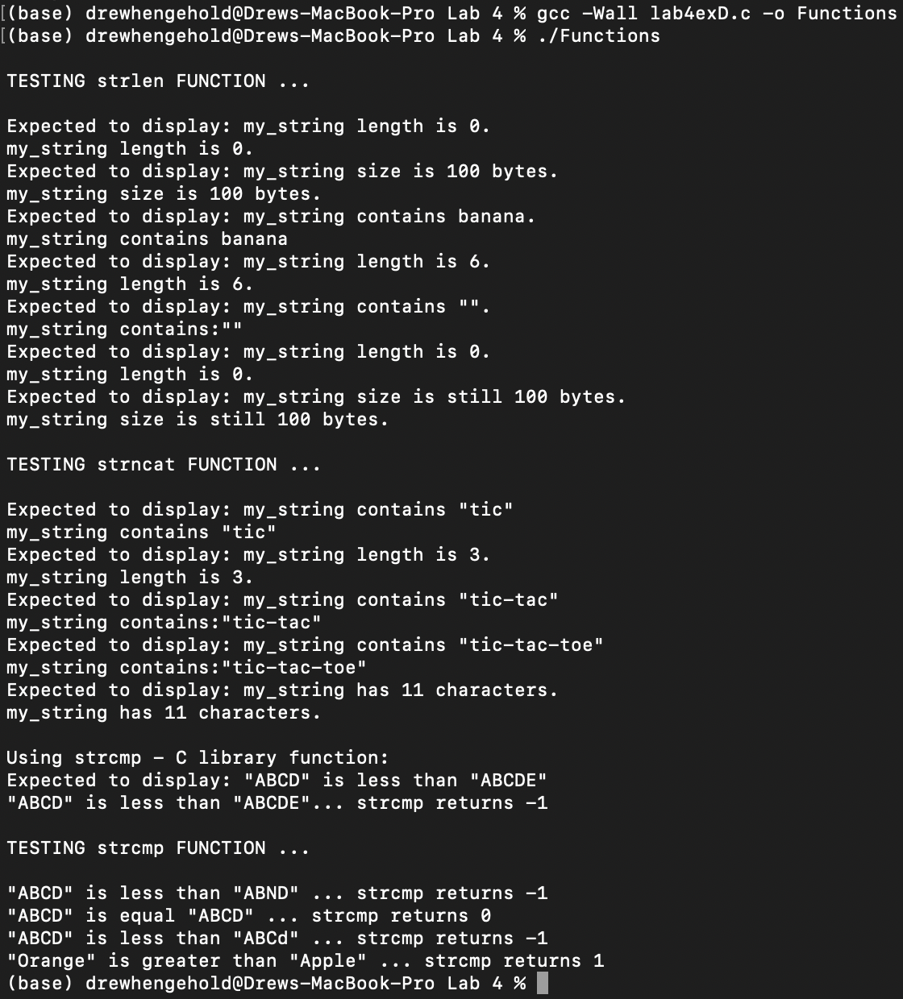 [(base) drewhengehold@Drews-MacBook-Pro Lab 4 % gcc -Wall lab4exD.c -o Functions
[(base) drewhengehold@Drews-MacBook-Pro Lab 4 % ./Functions
TESTING strlen FUNCTION ...
Expected to display: my_string length is 0.
my_string length is 0.
Expected to display: my_string size is 100 bytes.
my_string size is 100 bytes.
Expected to display: my_string contains banana.
my_string contains banana
Expected to display: my_string length is 6.
my_string length is 6.
Expected to display: my_string contains "".
my_string contains:""
Expected to display: my_string length is 0.
my_string length is 0.
Expected to display: my_string size is still 100 bytes.
my_string size is still 100 bytes.
TESTING strncat FUNCTION ...
Expected to display: my_string contains "tic"
my_string contains "tic"
Expected to display: my_string length is 3.
my_string length is 3.
Expected to display: my_string contains "tic-tac"
my_string contains:"tic-tac"
Expected to display: my_string contains "tic-tac-toe"
my_string contains:"tic-tac-toe"
Expected to display: my_string has 11 characters.
my_string has 11 characters.
Using strcmp - C library function:
Expected to display: "ABCD" is less than "ABCDE"
"ABCD" is less than "ABCDE"... strcmp returns -1
TESTING strcmp FUNCTION ...
"ABCD" is less than "ABND" ... strcmp returns -1
"ABCD" is equal "ABCD" ... strcmp returns 0
"ABCD" is less than "ABCd" ... strcmp returns -1
"Orange" is greater than "Apple" ... strcmp returns 1
(base) drewhengehold@Drews-MacBook-Pro Lab 4 %